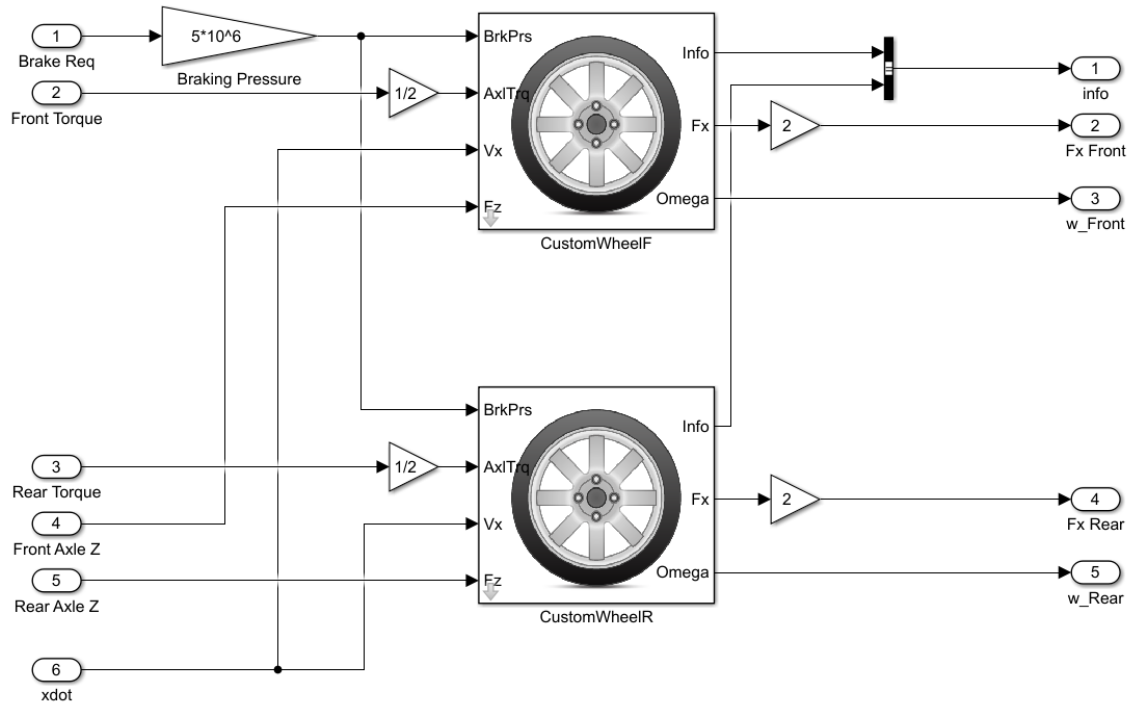 1
Brake Req
5*10^6
Braking Pressure
2
Front Torque
1/2
BrkPrs
AxlTrq
Vx
Fz
Info
Fx
Omega
CustomWheelF
2
1
info
2
Fx Front
3
w_Front
3
Rear Torque
4
Front Axle Z
5
Rear Axle Z
6
xdot
1/2
BrkPrs
AxlTrq
Vx
Fz
Info
Fx
Omega
CustomWheelR
2
4
Fx Rear
5
w_Rear